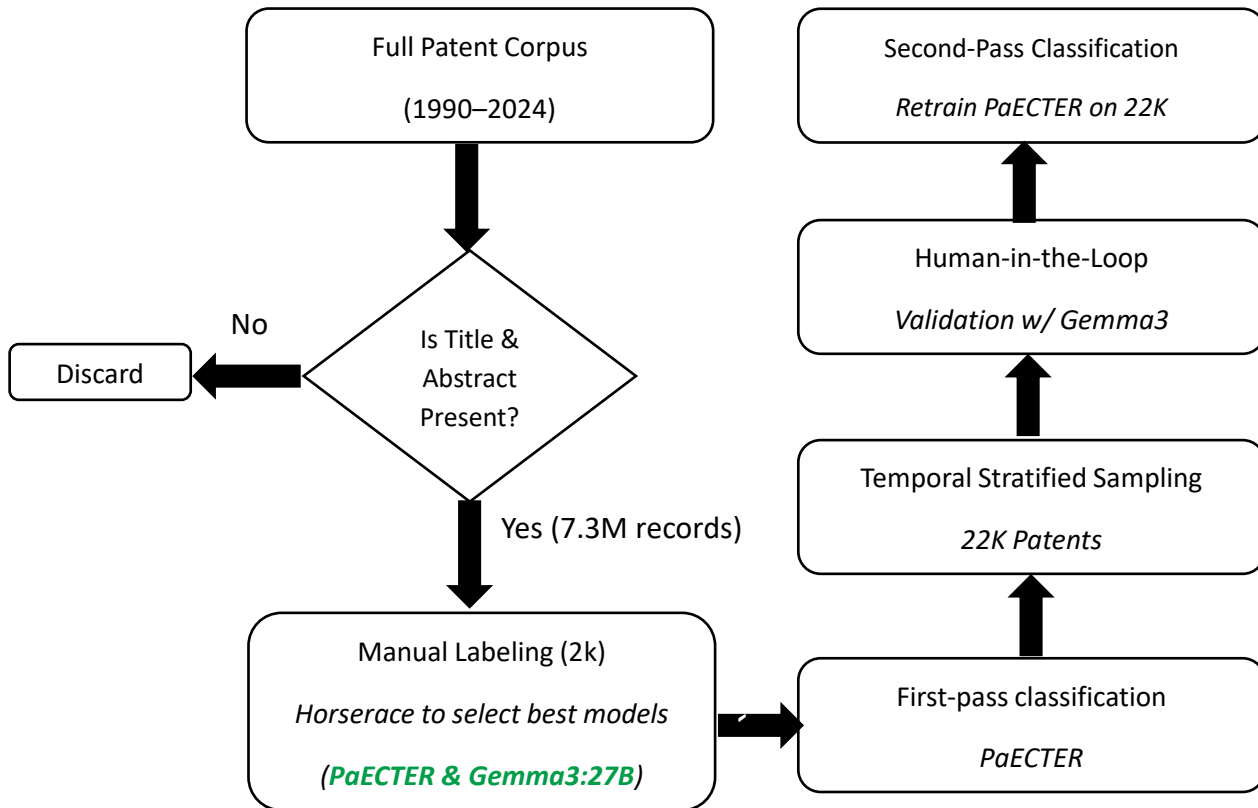 Full Patent Corpus
(1990–2024)
No
Discard
Is Title &
Abstract
Present?
Yes (7.3M records)
Manual Labeling (2k)
Horserace to select best models
(PaECTER & Gemma3:27B)
First-pass classification
PaECTER
Temporal Stratified Sampling
22K Patents
Human-in-the-Loop
Validation w/ Gemma3
Second-Pass Classification
Retrain PaECTER on 22K